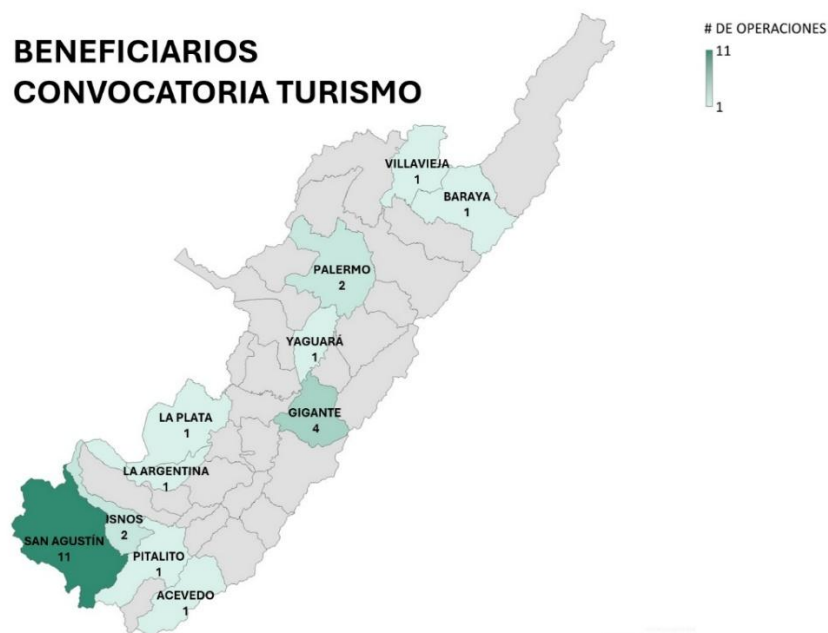 BENEFICIARIOS
CONVOCATORIA TURISMO
# DE OPERACIONES
11
1
VILLAVIEJA
1
BARAYA
1
PALERMO
2
YAGUARÁ
1
GIGANTE
4
LA PLATA
1
LA ARGENTINA
1
ISNOS
2
SAN AGUSTÍN
11
PITALITO
1
ACEVEDO
1